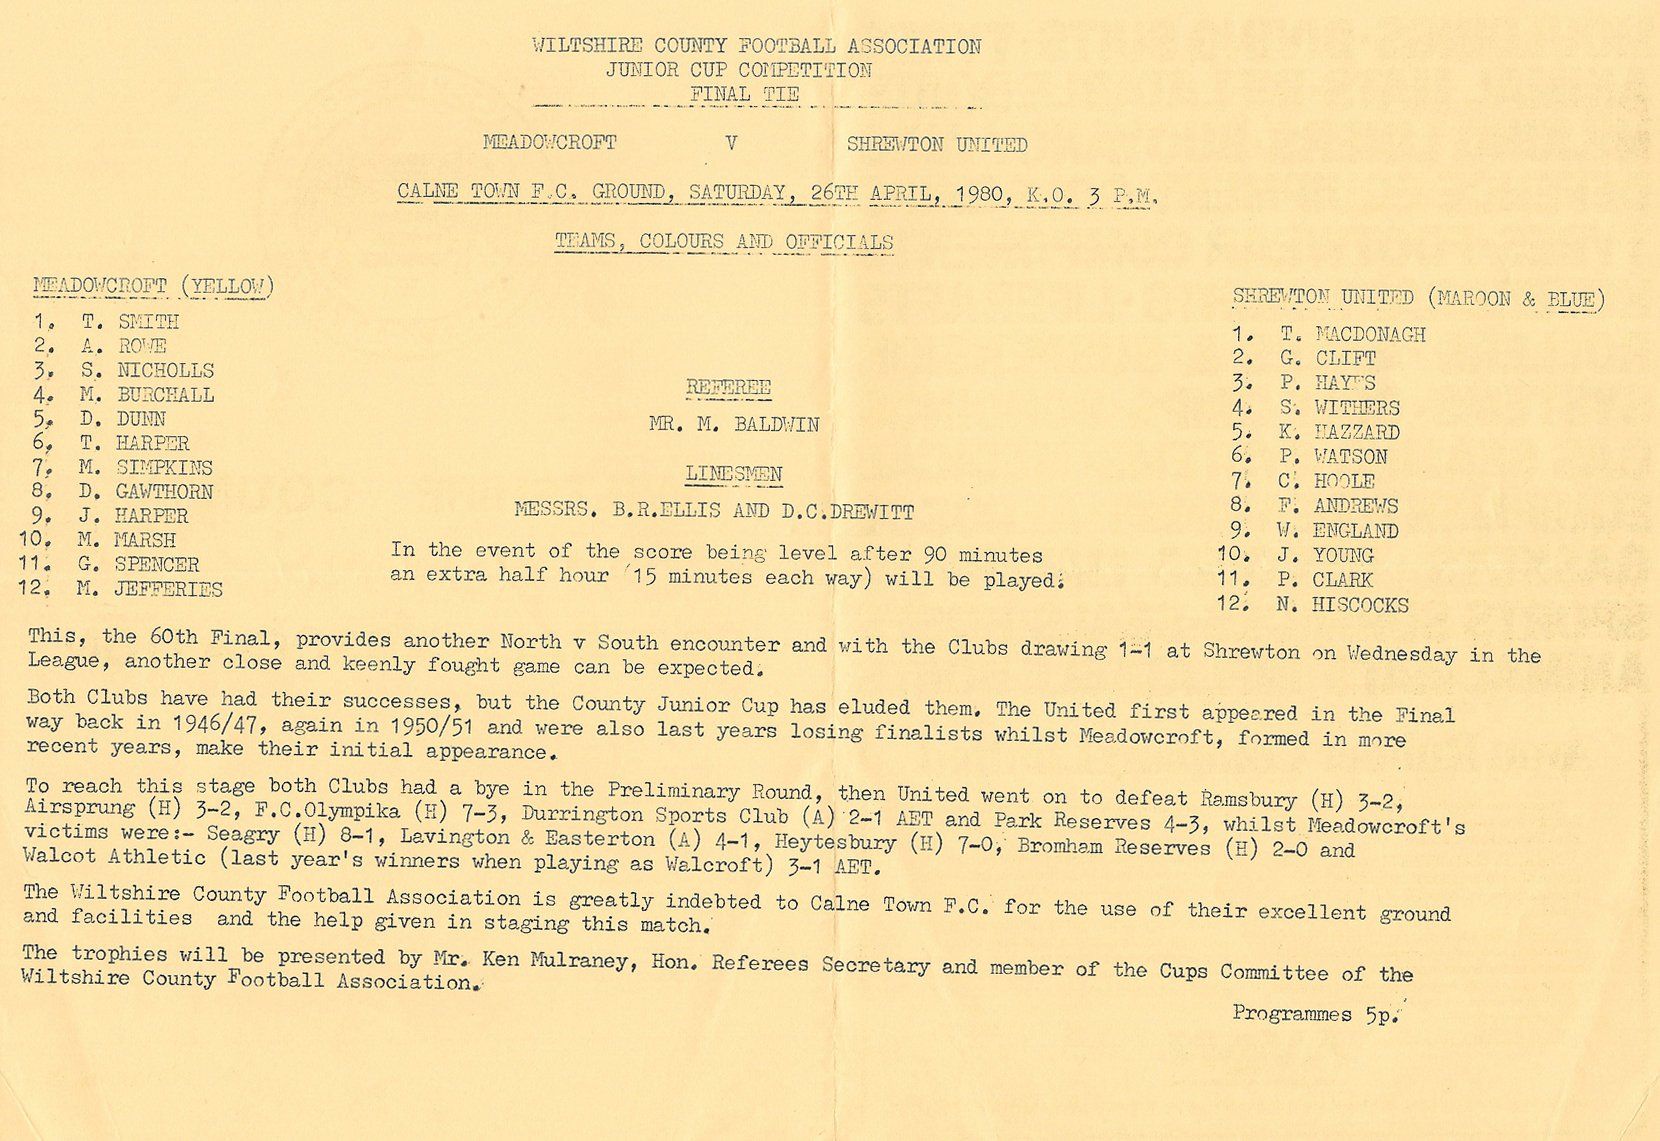 WILTSHIRE COUNTY FOOTBALL ASSOCIATION
JUNIOR CUP COMPETITION
FINAL TIE
MEADOWCROFT V SHREWTON UNITED
CALNE TOWN F.C. GROUND, SATURDAY, 26TH APRIL, 1980, K.O. 3 P.M.
TEAMS, COLOURS AND OFFICIALS
MEADOWCROFT (YELLOW)
1. T. SMITH
2. A. ROWE
3. S. NICHOLLS
4. M. BURCHALL
5. D. DUNN
6. T. HARPER
7. M. SIMPKINS
8. D. GAWTHORN
9. J. HARPER
10. M. MARSH
11. G. SPENCER
12. M. JEFFERIES
REFEREE
MR. M. BALDWIN
LINESMEN
MESSRS. B.R.ELLIS AND D.C.DREWITT
In the event of the score being level after 90 minutes
an extra half hour (15 minutes each way) will be played.
SHREWTON UNITED (MAROON & BLUE)
1. T. MACDONAGH
2. G. CLIFT
3. P. HAYES
4. S. WITHERS
5. K. HAZZARD
6. P. WATSON
7. C. HOOLE
8. F. ANDREWS
9. W. ENGLAND
10. J. YOUNG
11. P. CLARK
12. N. HISCOCKS
This, the 60th Final, provides another North v South encounter and with the Clubs drawing 1-1 at Shrewton on Wednesday in the
League, another close and keenly fought game can be expected.
Both Clubs have had their successes, but the County Junior Cup has eluded them. The United first appeared in the Final
way back in 1946/47, again in 1950/51 and were also last years losing finalists whilst Meadowcroft, formed in more
recent years, make their initial appearance.
To reach this stage both Clubs had a bye in the Preliminary Round, then United went on to defeat Ramsbury (H) 3-2,
Airsprung (H) 3-2, F.C.Olympika (H) 7-3, Durrington Sports Club (A) 2-1 AET and Park Reserves 4-3, whilst Meadowcroft's
victims were:- Seagry (H) 8-1, Lavington & Easterton (A) 4-1, Heytesbury (H) 7-0, Bromham Reserves (H) 2-0 and
Walcot Athletic (last year's winners when playing as Walcroft) 3-1 AET.
The Wiltshire County Football Association is greatly indebted to Calne Town F.C. for the use of their excellent ground
and facilities and the help given in staging this match.
The trophies will be presented by Mr. Ken Mulraney, Hon. Referees Secretary and member of the Cups Committee of the
Wiltshire County Football Association.
Programmes 5p.